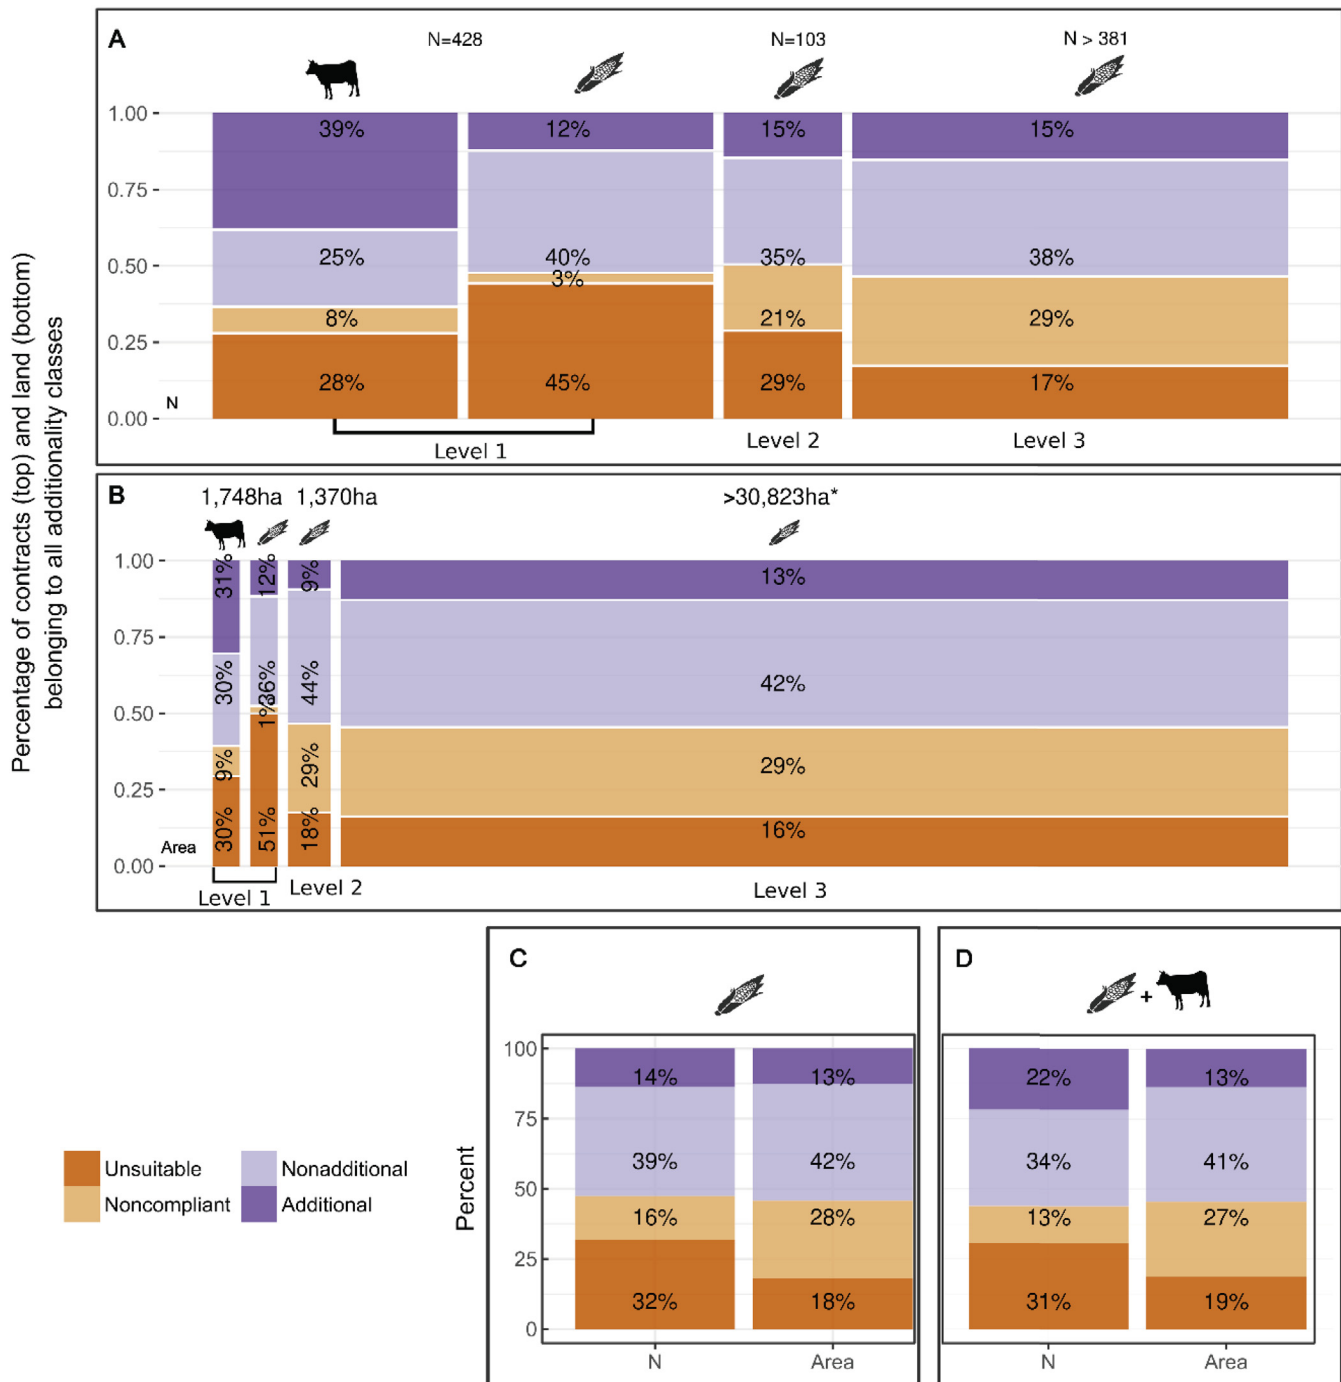 Percentage of contracts (top) and land (bottom)
belonging to all additionality classes
A
N=428
N=103
N > 381
1.00
0.75
0.50
0.25
0.00
N
39%
12%
15%
15%
25%
40%
35%
38%
8%
3%
21%
29%
28%
45%
29%
17%
Level 1
Level 2
Level 3
B
1,748ha
1,370ha
>30,823ha*
1.00
0.75
0.50
0.25
0.00
Area
31%
12%
9%
13%
30%
36%
44%
42%
9%
1%
29%
29%
30%
51%
18%
16%
Level 1
Level 2
Level 3
Unsuitable
Nonadditional
Noncompliant
Additional
C
Percent
100
75
50
25
0
14%
13%
39%
42%
16%
28%
32%
18%
N
Area
D
+
22%
13%
34%
41%
13%
27%
31%
19%
N
Area